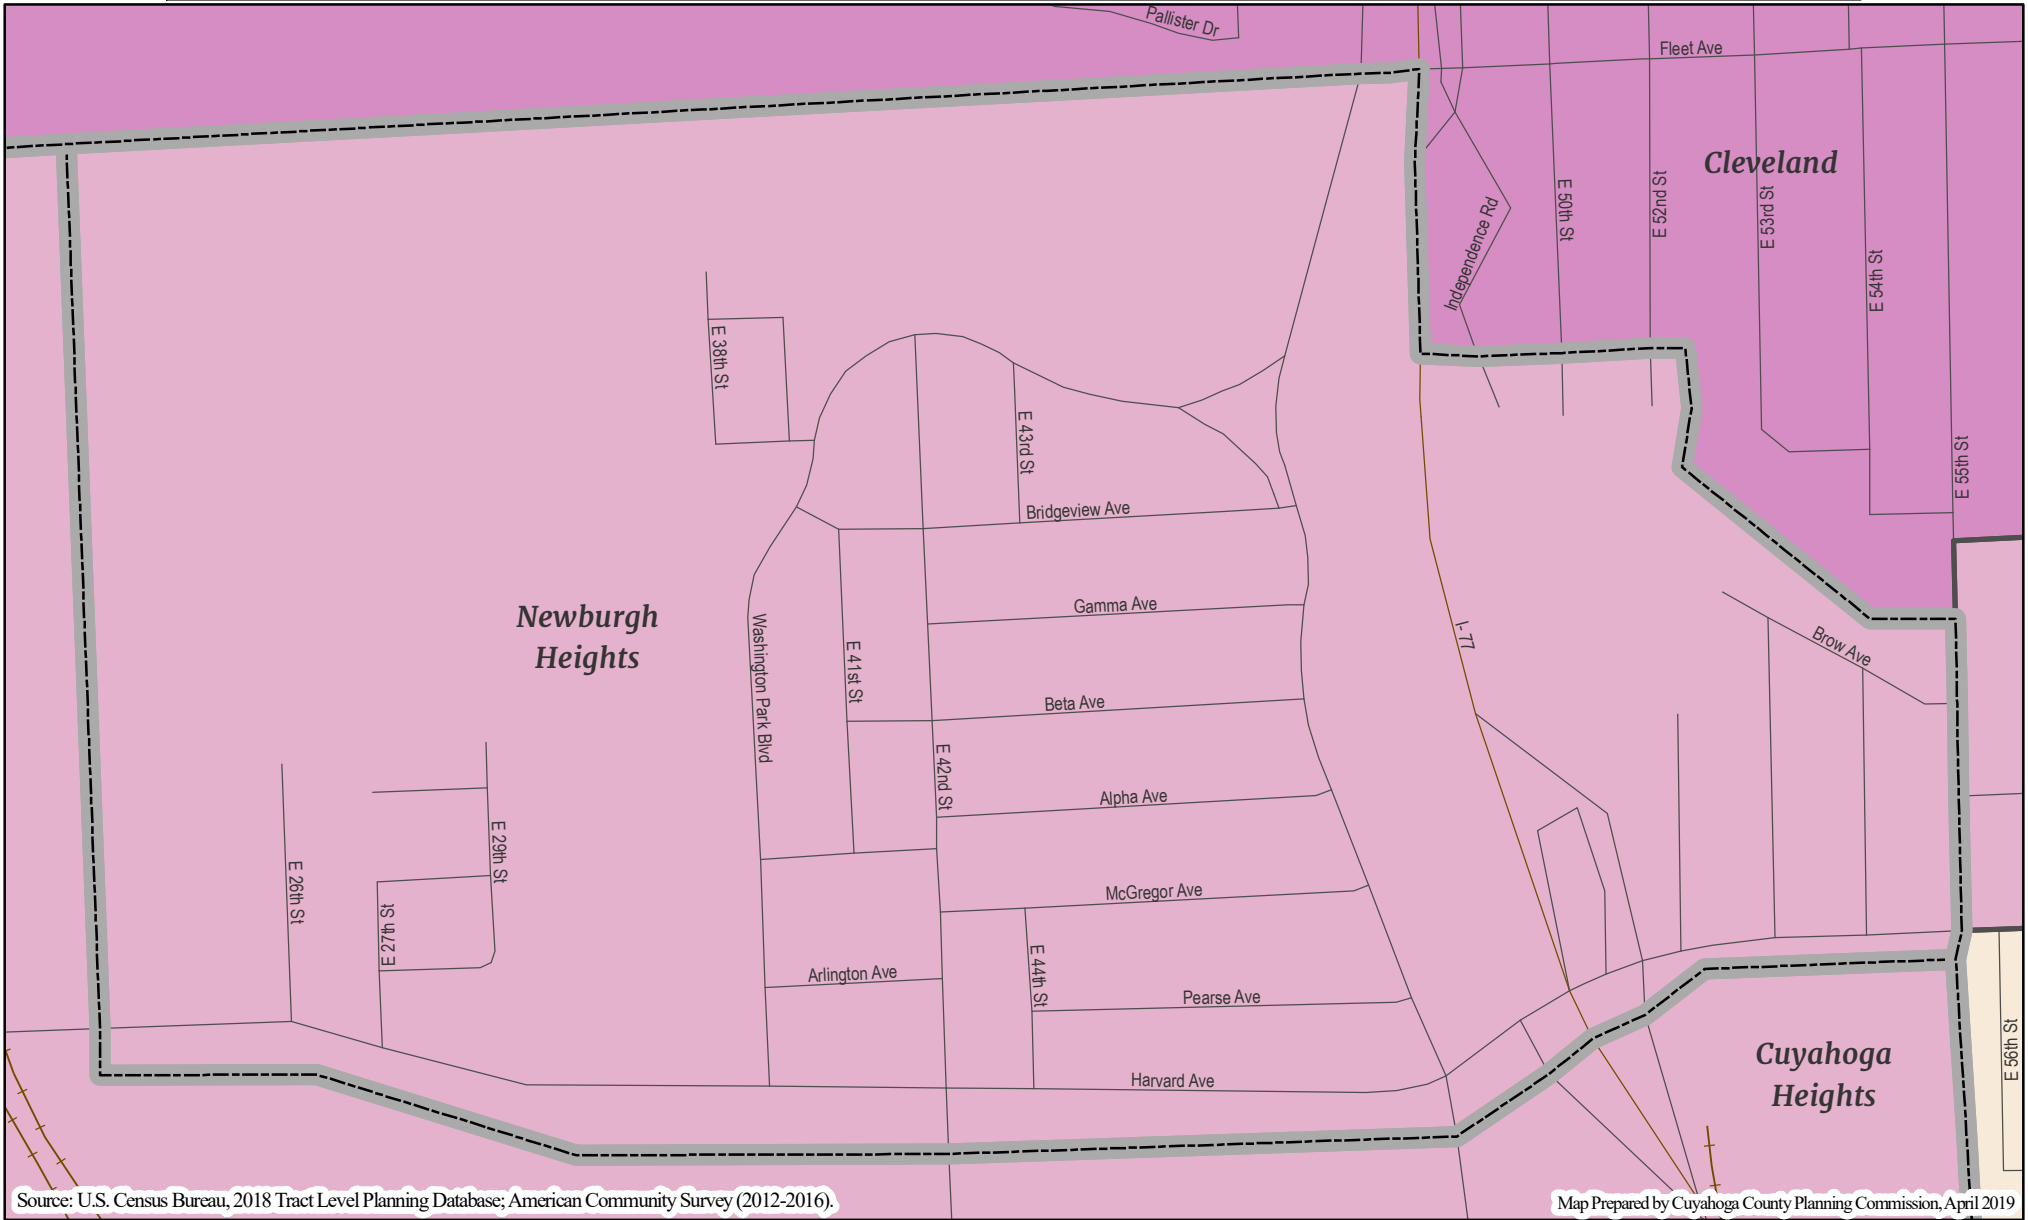 Pallister Dr
Fleet Ave
Cleveland
Independence Rd
E 50th St
E 52nd St
E 53rd St
E 54th St
E 55th St
E 38th St
E 43rd St
Bridgeview Ave
Newburgh
Heights
Washington Park Blvd
E 41st St
Gamma Ave
I- 77
Brow Ave
Beta Ave
E 42nd St
Alpha Ave
E 26th St
E 27th St
E 29th St
McGregor Ave
Arlington Ave
E 44th St
Pearse Ave
Harvard Ave
Cuyahoga
Heights
E 56th St
Source: U.S. Census Bureau, 2018 Tract Level Planning Database; American Community Survey (2012-2016).
Map Prepared by Cuyahoga County Planning Commission, April 2019